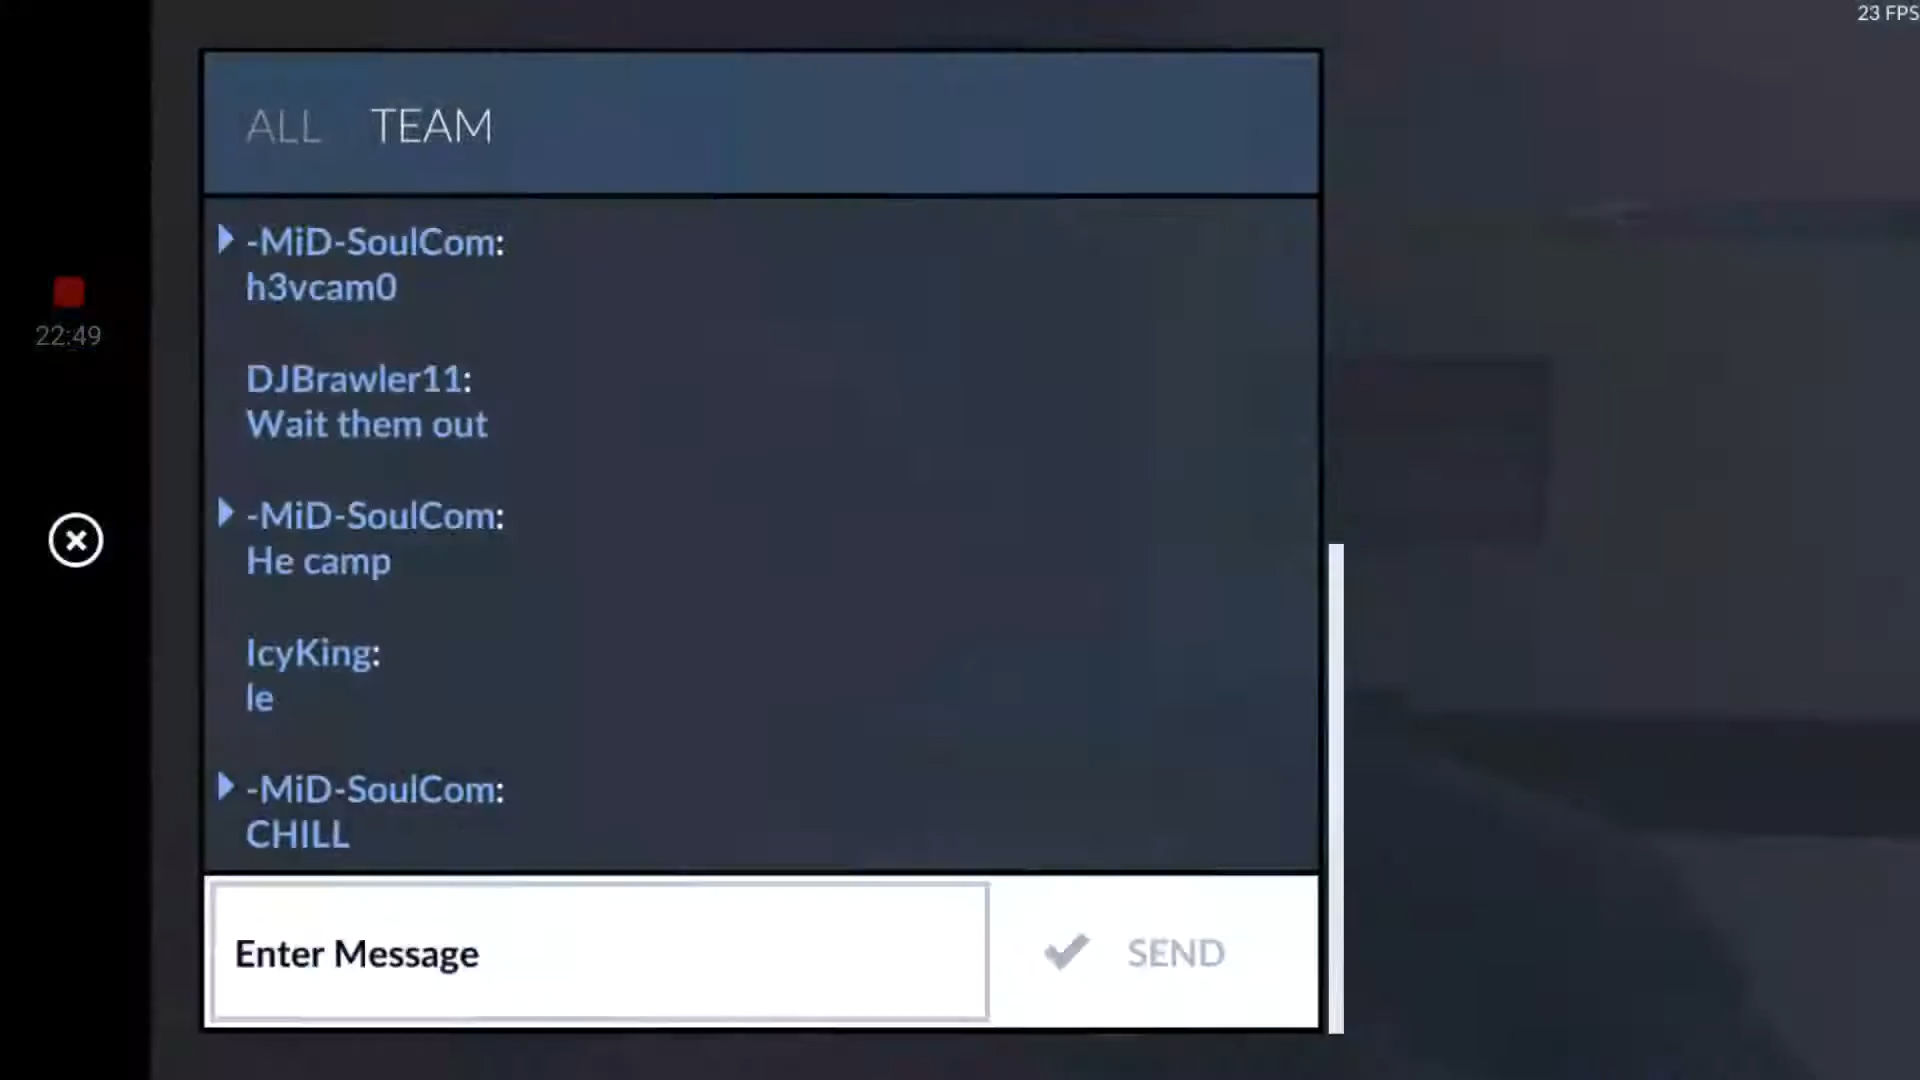 23 FPS
ALL TEAM
-MiD-SoulCom:
h3vcam0
DJBrawler11:
Wait them out
-MiD-SoulCom:
He camp
IcyKing:
le
-MiD-SoulCom:
CHILL
Enter Message
SEND
22:49